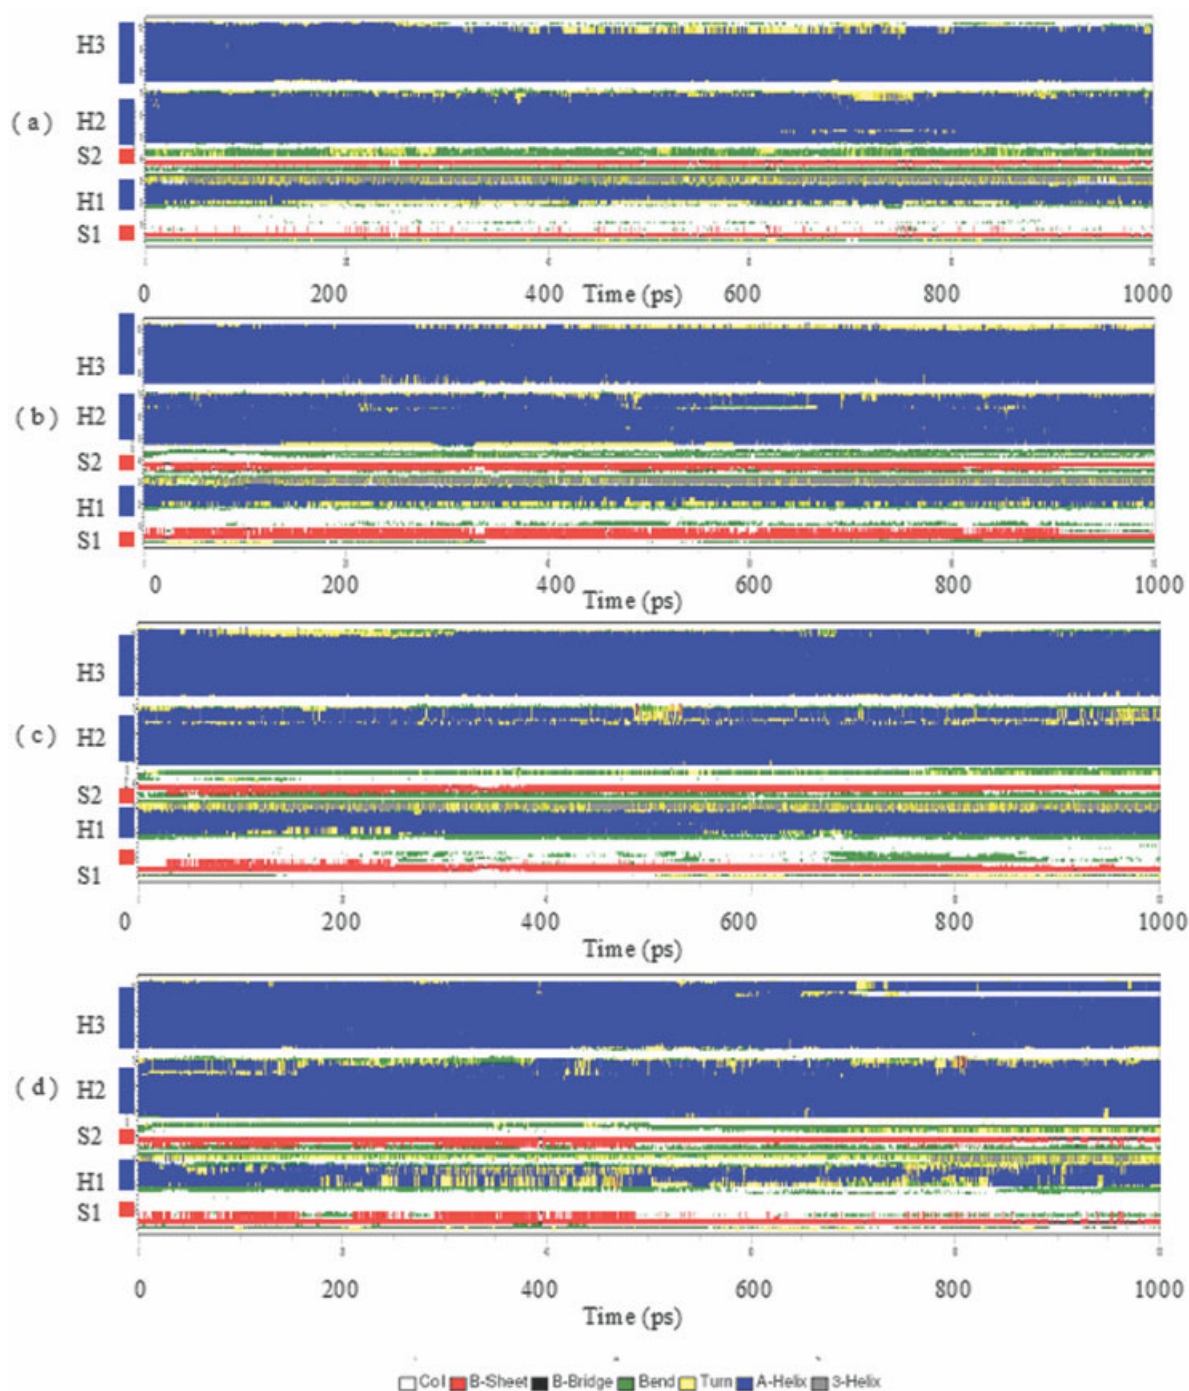 H3
( a ) H2
S2
H1
S1
0 200 400 Time (ps) 600 800 1000
H3
( b ) H2
S2
H1
S1
0 200 400 600 800 1000
Time (ps)
H3
( c ) H2
S2
H1
S1
0 200 400 600 800 1000
Time (ps)
H3
( d ) H2
S2
H1
S1
0 200 400 600 800 1000
Time (ps)
Coil B-Sheet B-Bridge Bend Turn A-Helix 3-Helix